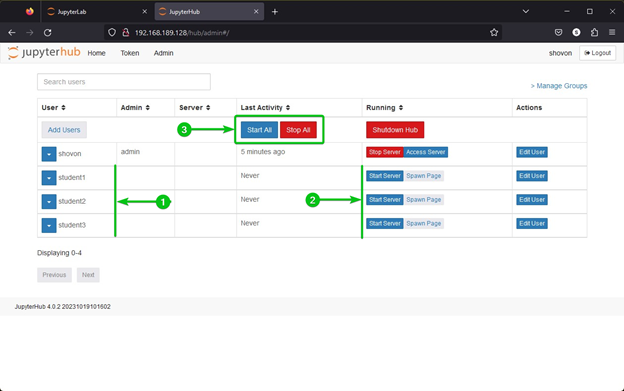 JupyterLab
JupyterHub
192.168.189.128/hub/admin#/
S
jupyterhub Home Token Admin shovon Logout
Search users
> Manage Groups
User Admin Server Last Activity Running Actions
Add Users 3 Start All Stop All Shutdown Hub
shovon admin 5 minutes ago Stop Server Access Server Edit User
student1 Never Start Server Spawn Page Edit User
student2 1 Never 2 Start Server Spawn Page Edit User
student3 Never Start Server Spawn Page Edit User
Displaying 0-4
Previous Next
JupyterHub 4.0.2 20231019101602